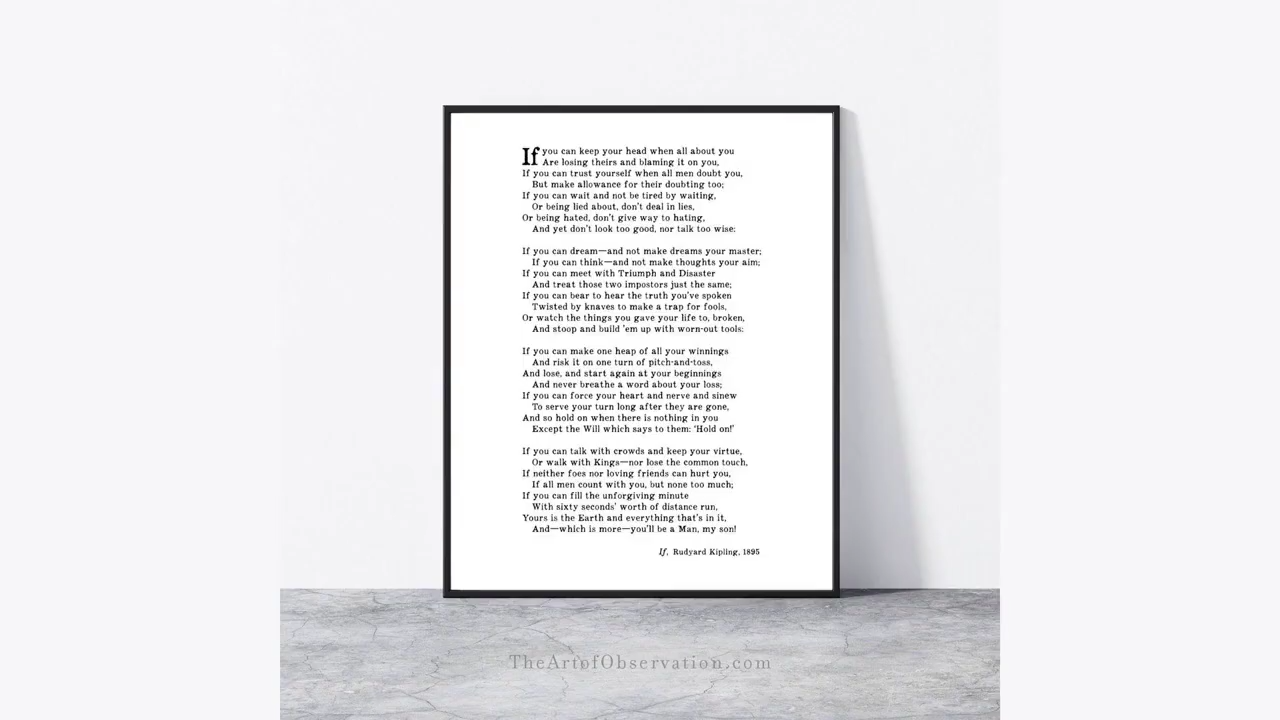 If you can keep your head when all about you
Are losing theirs and blaming it on you,
If you can trust yourself when all men doubt you,
But make allowance for their doubting too;
If you can wait and not be tired by waiting,
Or being lied about, don't deal in lies,
Or being hated, don't give way to hating,
And yet don't look too good, nor talk too wise:

If you can dream—and not make dreams your master;
If you can think—and not make thoughts your aim;
If you can meet with Triumph and Disaster
And treat those two impostors just the same;
If you can bear to hear the truth you've spoken
Twisted by knaves to make a trap for fools,
Or watch the things you gave your life to, broken,
And stoop and build 'em up with worn-out tools:

If you can make one heap of all your winnings
And risk it on one turn of pitch-and-toss,
And lose, and start again at your beginnings
And never breathe a word about your loss;
If you can force your heart and nerve and sinew
To serve your turn long after they are gone,
And so hold on when there is nothing in you
Except the Will which says to them: 'Hold on!'

If you can talk with crowds and keep your virtue,
Or walk with Kings—nor lose the common touch,
If neither foes nor loving friends can hurt you,
If all men count with you, but none too much;
If you can fill the unforgiving minute
With sixty seconds' worth of distance run,
Yours is the Earth and everything that's in it,
And—which is more—you'll be a Man, my son!

If, Rudyard Kipling, 1895
TheArtofObservation.com